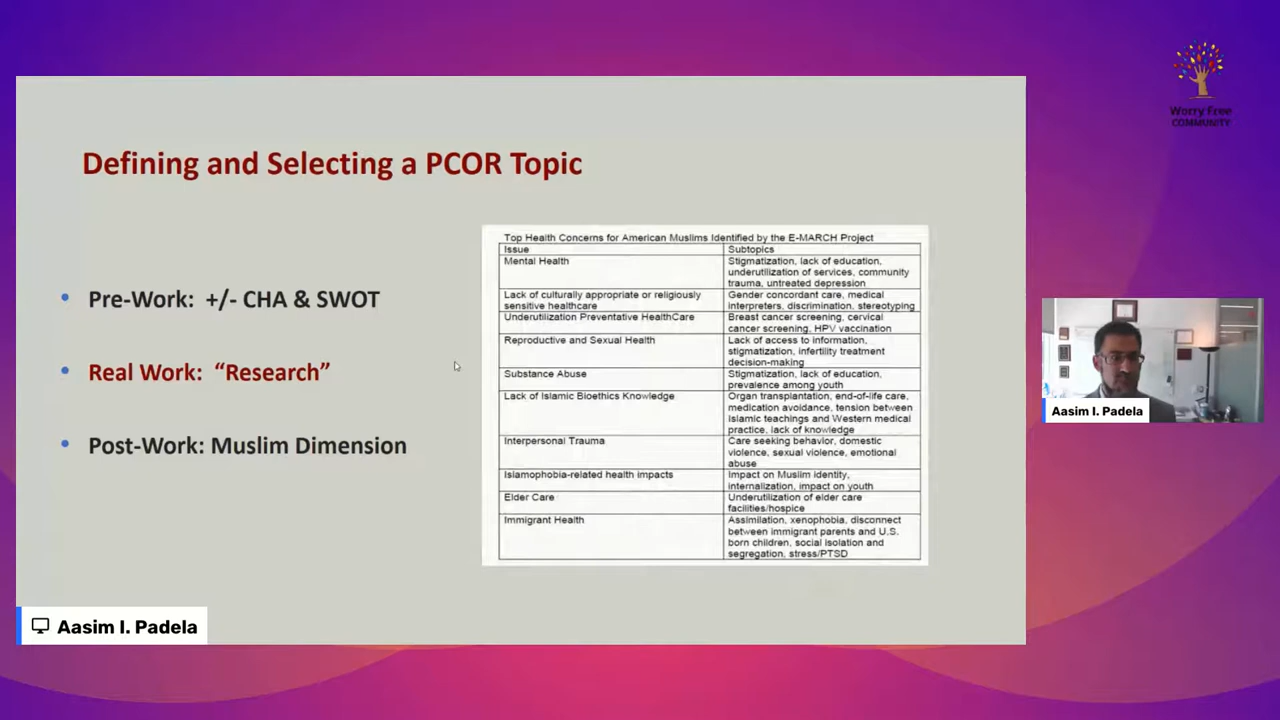 Worry Free
COMMUNITY
Defining and Selecting a PCOR Topic
• Pre-Work: +/- CHA & SWOT
• Real Work: “Research”
• Post-Work: Muslim Dimension
Top Health Concerns for American Muslims Identified by the E-MARCH Project
Issue
Subtopics
Mental Health
Stigmatization, lack of education,
underutilization of services, community
trauma, untreated depression
Lack of culturally appropriate or religiously
sensitive healthcare
Gender concordant care, medical
interpreters, discrimination, stereotyping
Underutilization Preventative HealthCare
Breast cancer screening, cervical
cancer screening, HPV vaccination
Reproductive and Sexual Health
Lack of access to information,
stigmatization, infertility treatment
decision-making
Substance Abuse
Stigmatization, lack of education,
prevalence among youth
Lack of Islamic Bioethics Knowledge
Organ transplantation, end-of-life care,
medication avoidance, tension between
Islamic teachings and Western medical
practice, lack of knowledge
Interpersonal Trauma
Care seeking behavior, domestic
violence, sexual violence, emotional
abuse
Islamophobia-related health impacts
Impact on Muslim identity,
internalization, impact on youth
Elder Care
Underutilization of elder care
facilities/hospice
Immigrant Health
Assimilation, xenophobia, disconnect
between immigrant parents and U.S.
born children, social isolation and
segregation, stress/PTSD
Aasim I. Padela
Aasim I. Padela